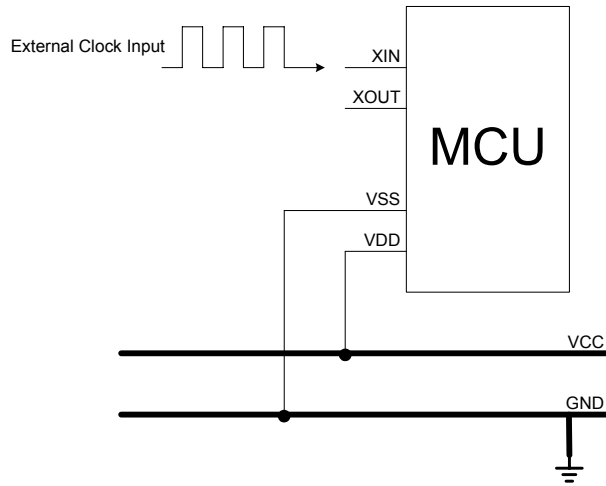 External Clock Input
XIN
XOUT
MCU
VSS
VDD
VCC
GND